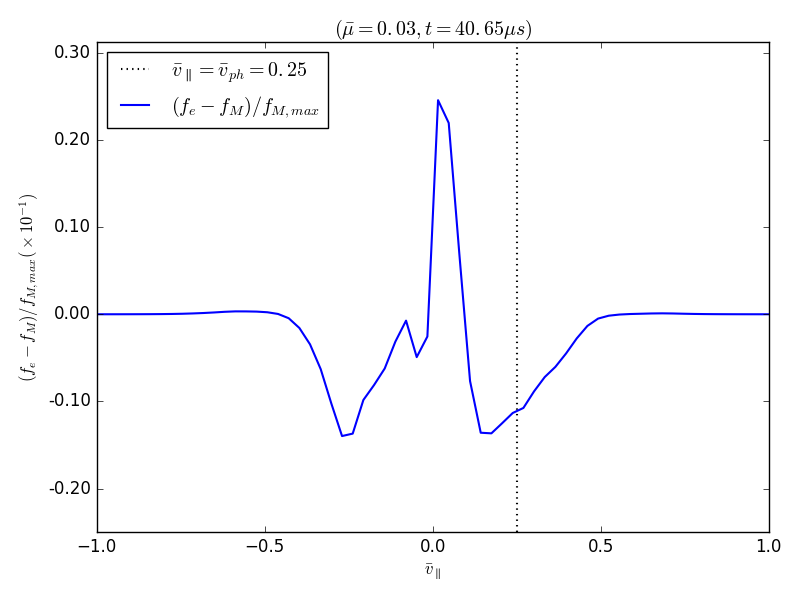 (μ̄ = 0.03, t = 40.65μs)
v̄∥ = v̄ph = 0.25
(fe − fM)/fM,max
0.30
0.20
0.10
0.00
-0.10
-0.20
(fe − fM)/fM,max(×10⁻¹)
−1.0 −0.5 0.0 0.5 1.0
v̄∥